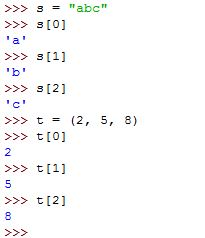 >>> s = "abc"
>>> s[0]
'a'
>>> s[1]
'b'
>>> s[2]
'c'
>>> t = (2, 5, 8)
>>> t[0]
2
>>> t[1]
5
>>> t[2]
8
>>>